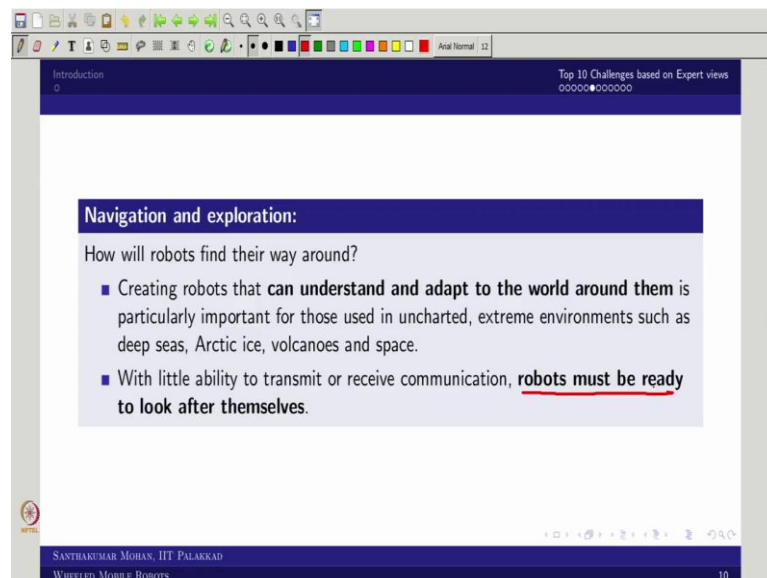 T
Arial Normal 12
Introduction
Top 10 Challenges based on Expert views
Navigation and exploration:
How will robots find their way around?
Creating robots that can understand and adapt to the world around them is
particularly important for those used in uncharted, extreme environments such as
deep seas, Arctic ice, volcanoes and space.
With little ability to transmit or receive communication, robots must be ready
to look after themselves.
NPTEL
SANTHAKUMAR MOHAN, IIT PALAKKAD
WHEELED MOBILE ROBOTS
10